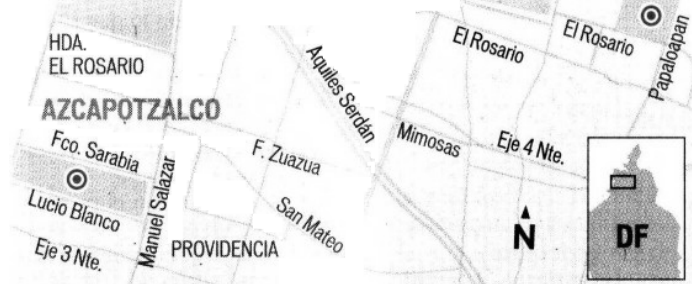 HDA.
EL ROSARIO
AZCAPOTZALCO
Fco. Sarabia
Lucio Blanco
Eje 3 Nte.
Manuel Salazar
F. Zuazua
San Mateo
PROVIDENCIA
Aquiles Serdán
El Rosario
El Rosario
Papaloapan
Mimosas
Eje 4 Nte.
N
DF